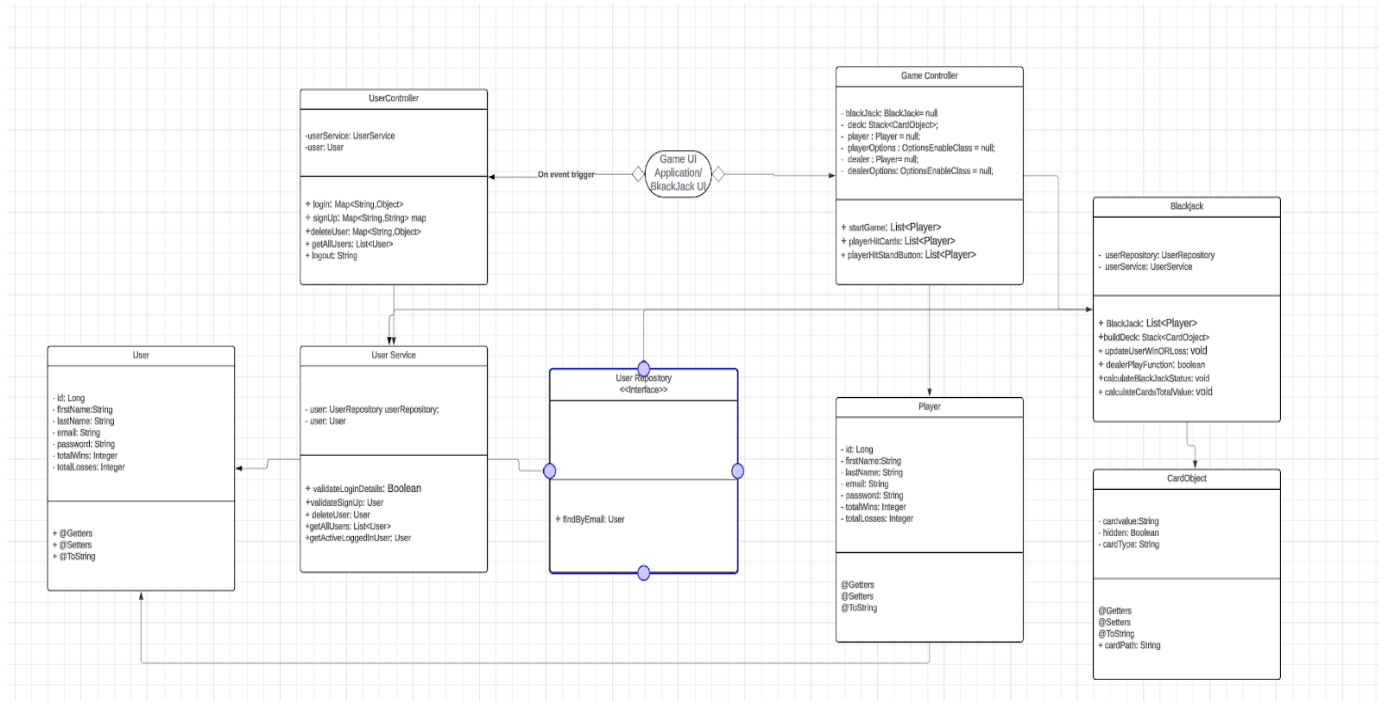 UserController
-userService: UserService
-user: User
+ login: Map<String,Object>
+ signUp: Map<String,String> map
+deleteUser: Map<String,Object>
+ getAllUsers: List<User>
+ logout; String
On event trigger
Game UI
Application/
BkackJack UI
Game Controller
- blackJack: BlackJack= null
- deck: Stack<CardObject>;
- player : Player = null;
- playerOptions : OptionsEnableClass = null;
- dealer : Player= null;
- dealerOptions: OptionsEnableClass = null;
+ startGame: List<Player>
+ playerHitCards: List<Player>
+ playerHitStandButton: List<Player>
Blackjack
- userRepository: UserRepository
- userService: UserService
+ BlackJack: List<Player>
+buildDeck: Stack<CardObject>
+ updateUserWinORLoss: void
+ dealerPlayFunction: boolean
+calculateBlackJackStatus: void
+ calculateCardsTotalValue: void
User
- id: Long
- firstName:String
- lastName: String
- email: String
- password: String
- totalWins: Integer
- totalLosses: Integer
+ @Getters
+ @Setters
+ @ToString
User Service
- user: UserRepository userRepository;
- user: User
+ validateLoginDetails: Boolean
+validateSignUp: User
+ deleteUser: User
+getAllUsers: List<User>
+getActiveLoggedInUser: User
User Repository
<<Interface>>
+ findByEmail: User
Player
- id: Long
- firstName:String
- lastName: String
- email: String
- password: String
- totalWins: Integer
- totalLosses: Integer
@Getters
@Setters
@ToString
CardObject
- cardvalue:String
- hidden: Boolean
- cardType: String
@Getters
@Setters
@ToString
+ cardPath: String